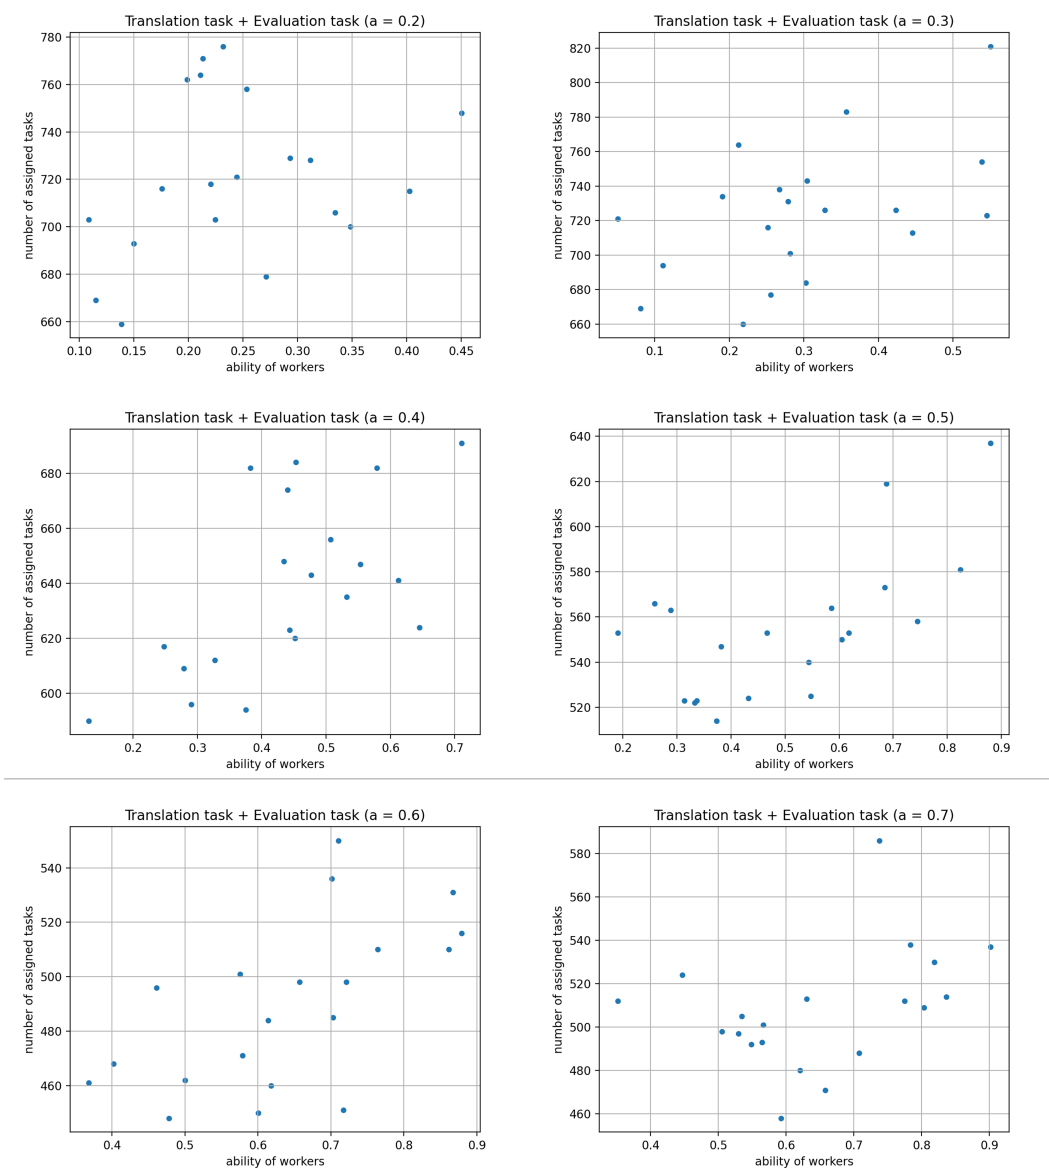 Translation task + Evaluation task (a = 0.2)
number of assigned tasks
780
760
740
720
700
680
660
0.10 0.15 0.20 0.25 0.30 0.35 0.40 0.45
ability of workers
Translation task + Evaluation task (a = 0.3)
number of assigned tasks
820
800
780
760
740
720
700
680
660
0.1 0.2 0.3 0.4 0.5
ability of workers
Translation task + Evaluation task (a = 0.4)
number of assigned tasks
680
660
640
620
600
0.2 0.3 0.4 0.5 0.6 0.7
ability of workers
Translation task + Evaluation task (a = 0.5)
number of assigned tasks
640
620
600
580
560
540
520
0.2 0.3 0.4 0.5 0.6 0.7 0.8 0.9
ability of workers
Translation task + Evaluation task (a = 0.6)
number of assigned tasks
540
520
500
480
460
0.4 0.5 0.6 0.7 0.8 0.9
ability of workers
Translation task + Evaluation task (a = 0.7)
number of assigned tasks
580
560
540
520
500
480
460
0.4 0.5 0.6 0.7 0.8 0.9
ability of workers